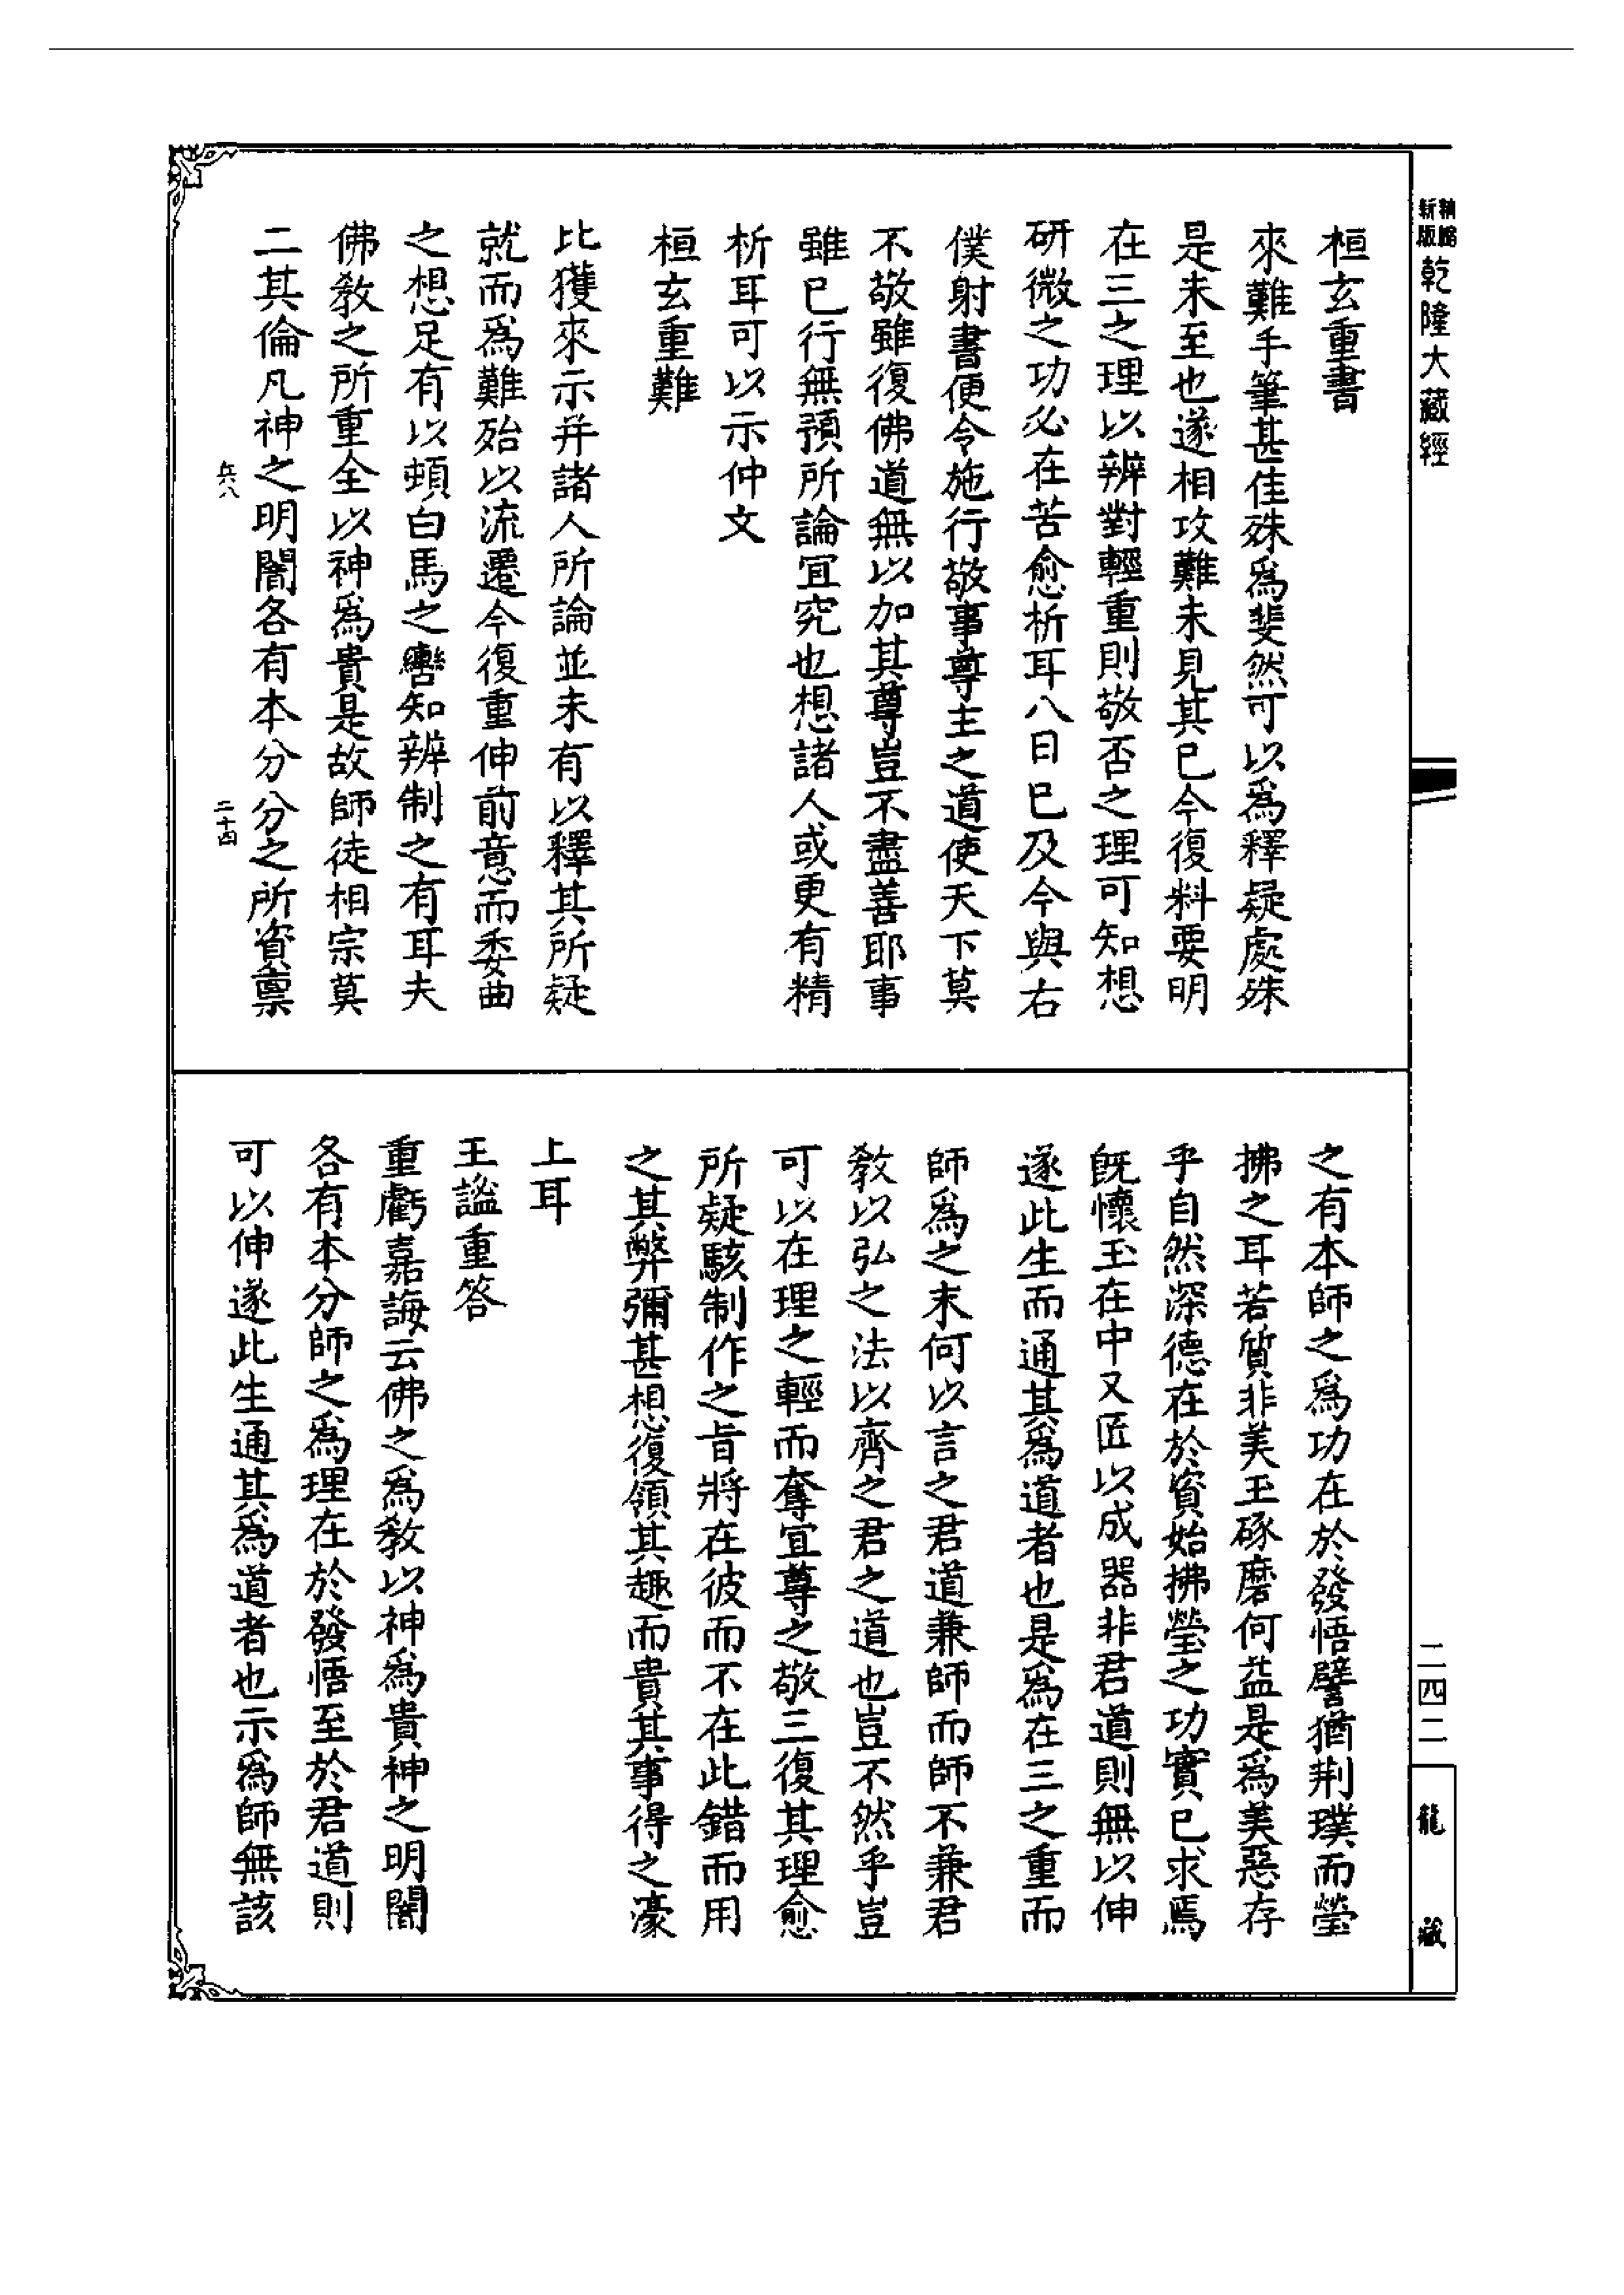 精縮新版乾隆大藏經
桓玄重書
來難手筆甚佳殊爲斐然可以爲釋疑處殊
是未至也遂相攻難未見其已今復料要明
在三之理以辨對輕重則敬否之理可知想
研微之功必在苦愈析耳八日已及今與右
僕射書便令施行敬事尊主之道使天下莫
不敬雖復佛道無以加其尊豈不盡善耶事
雖已行無預所論宜究也想諸人或更有精
析耳可以示仲文
桓玄重難
比獲來示并諸人所論並未有以釋其所疑
就而爲難殆以流遷今復重伸前意而委曲
之想足有以頓白馬之轡知辨制之有耳夫
佛敎之所重全以神爲貴是故師徒相宗莫
二其倫凡神之明闇各有本分分之所資稟
兵八
二十四
之有本師之爲功在於發悟譬猶荆璞而瑩
拂之耳若質非美玉琢磨何益是爲美惡存
乎自然深德在於資始拂瑩之功實已求焉
旣懷玉在中又匠以成器非君道則無以伸
遂此生而通其爲道者也是爲在三之重而
師爲之末何以言之君道兼師而師不兼君
敎以弘之法以齊之君之道也豈不然乎豈
可以在理之輕而奪宜尊之敬三復其理愈
所疑駭制作之旨將在彼而不在此錯而用
之其弊彌甚想復領其趣而貴其事得之濠
上耳
王謐重答
重虧嘉誨云佛之爲敎以神爲貴神之明闇
各有本分師之爲理在於發悟至於君道則
可以伸遂此生通其爲道者也示爲師無該
二四二
龍藏